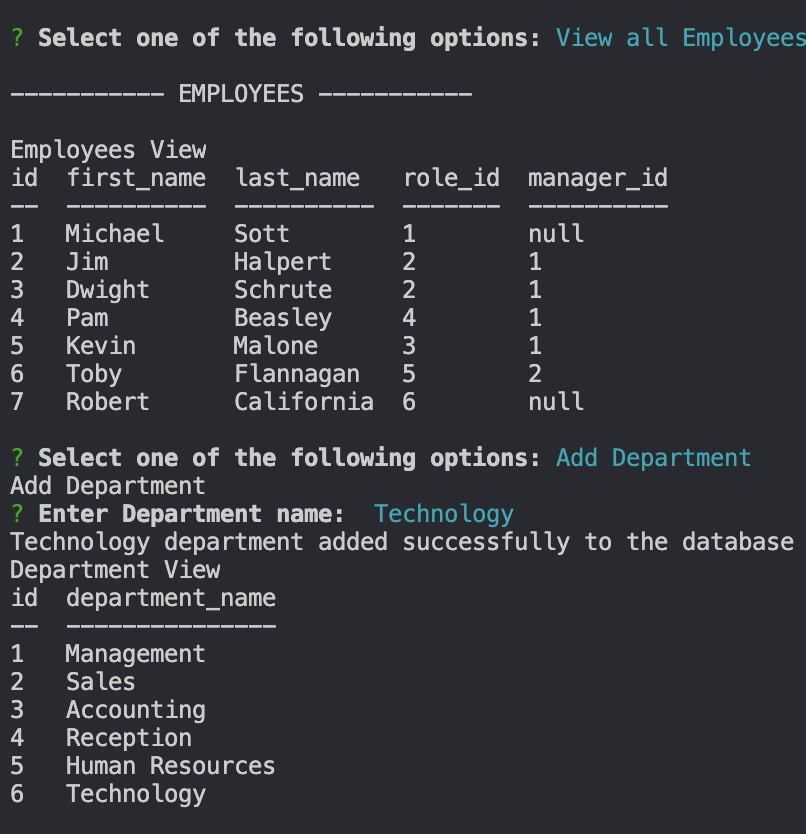 ? Select one of the following options: View all Employees
----------- EMPLOYEES -----------
Employees View
id  first_name  last_name   role_id  manager_id
--  ----------  ----------  -------  ----------
1   Michael     Sott        1        null
2   Jim         Halpert     2        1
3   Dwight      Schrute     2        1
4   Pam         Beasley     4        1
5   Kevin       Malone      3        1
6   Toby        Flannagan   5        2
7   Robert      California  6        null
? Select one of the following options: Add Department
Add Department
? Enter Department name:  Technology
Technology department added successfully to the database
Department View
id  department_name
--  ---------------
1   Management
2   Sales
3   Accounting
4   Reception
5   Human Resources
6   Technology